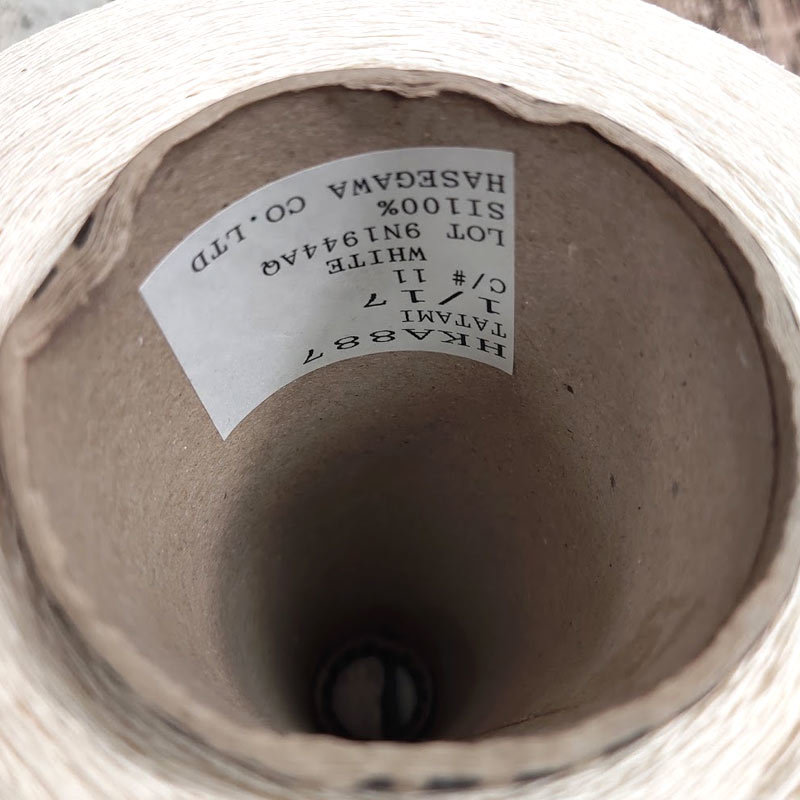 HKA887
TATAMI
1/17
C/# 11
WHITE
LOT 9N1944AQ
SI100%
HASEGAWA CO.LTD